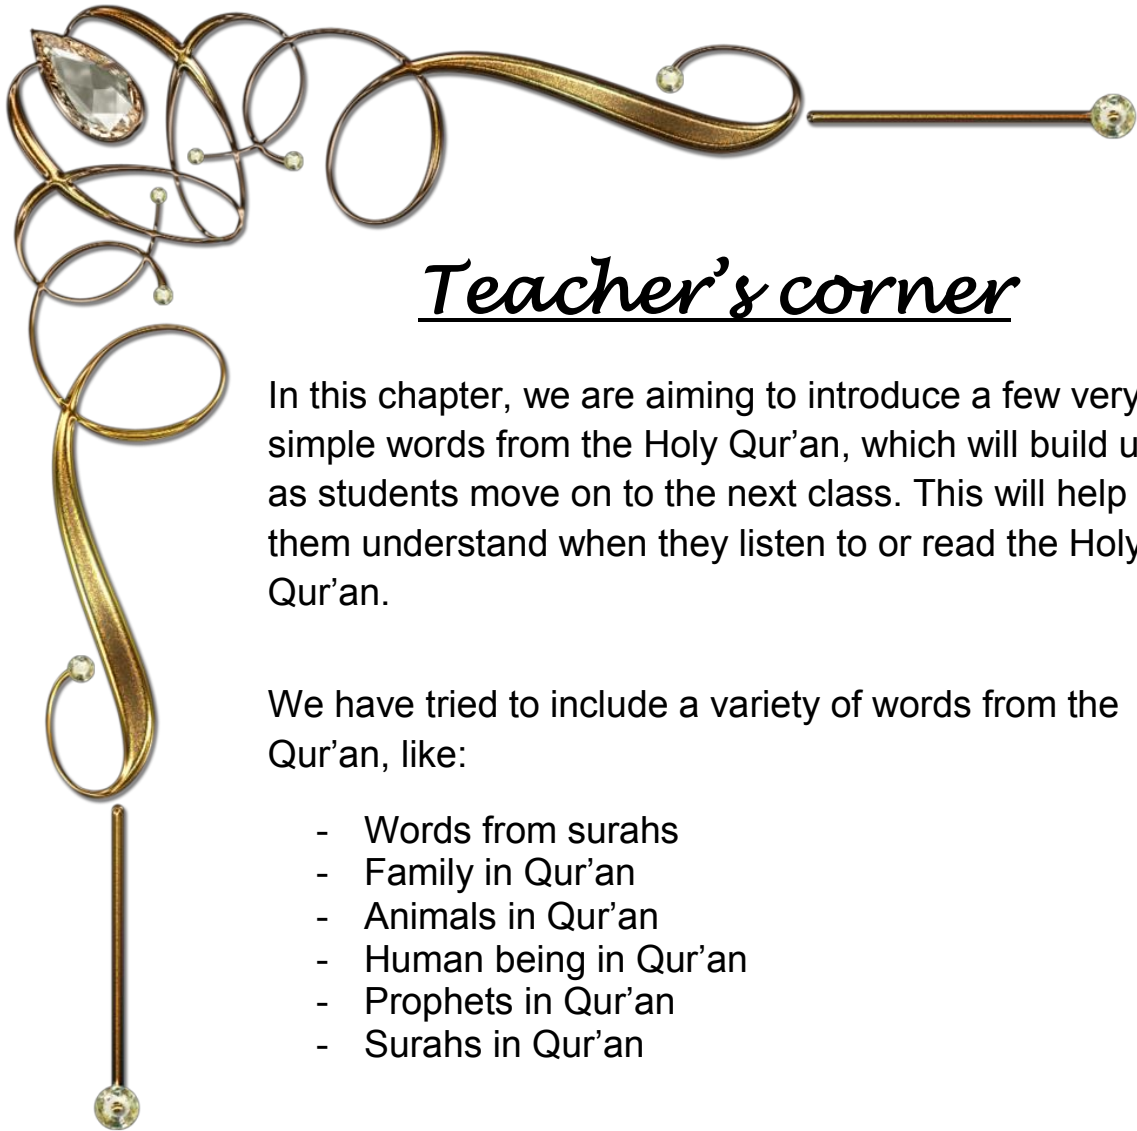 Teacher’s corner
In this chapter, we are aiming to introduce a few very
simple words from the Holy Qur’an, which will build u
as students move on to the next class. This will help
them understand when they listen to or read the Holy
Qur’an.
We have tried to include a variety of words from the
Qur’an, like:
- Words from surahs
- Family in Qur’an
- Animals in Qur’an
- Human being in Qur’an
- Prophets in Qur’an
- Surahs in Qur’an